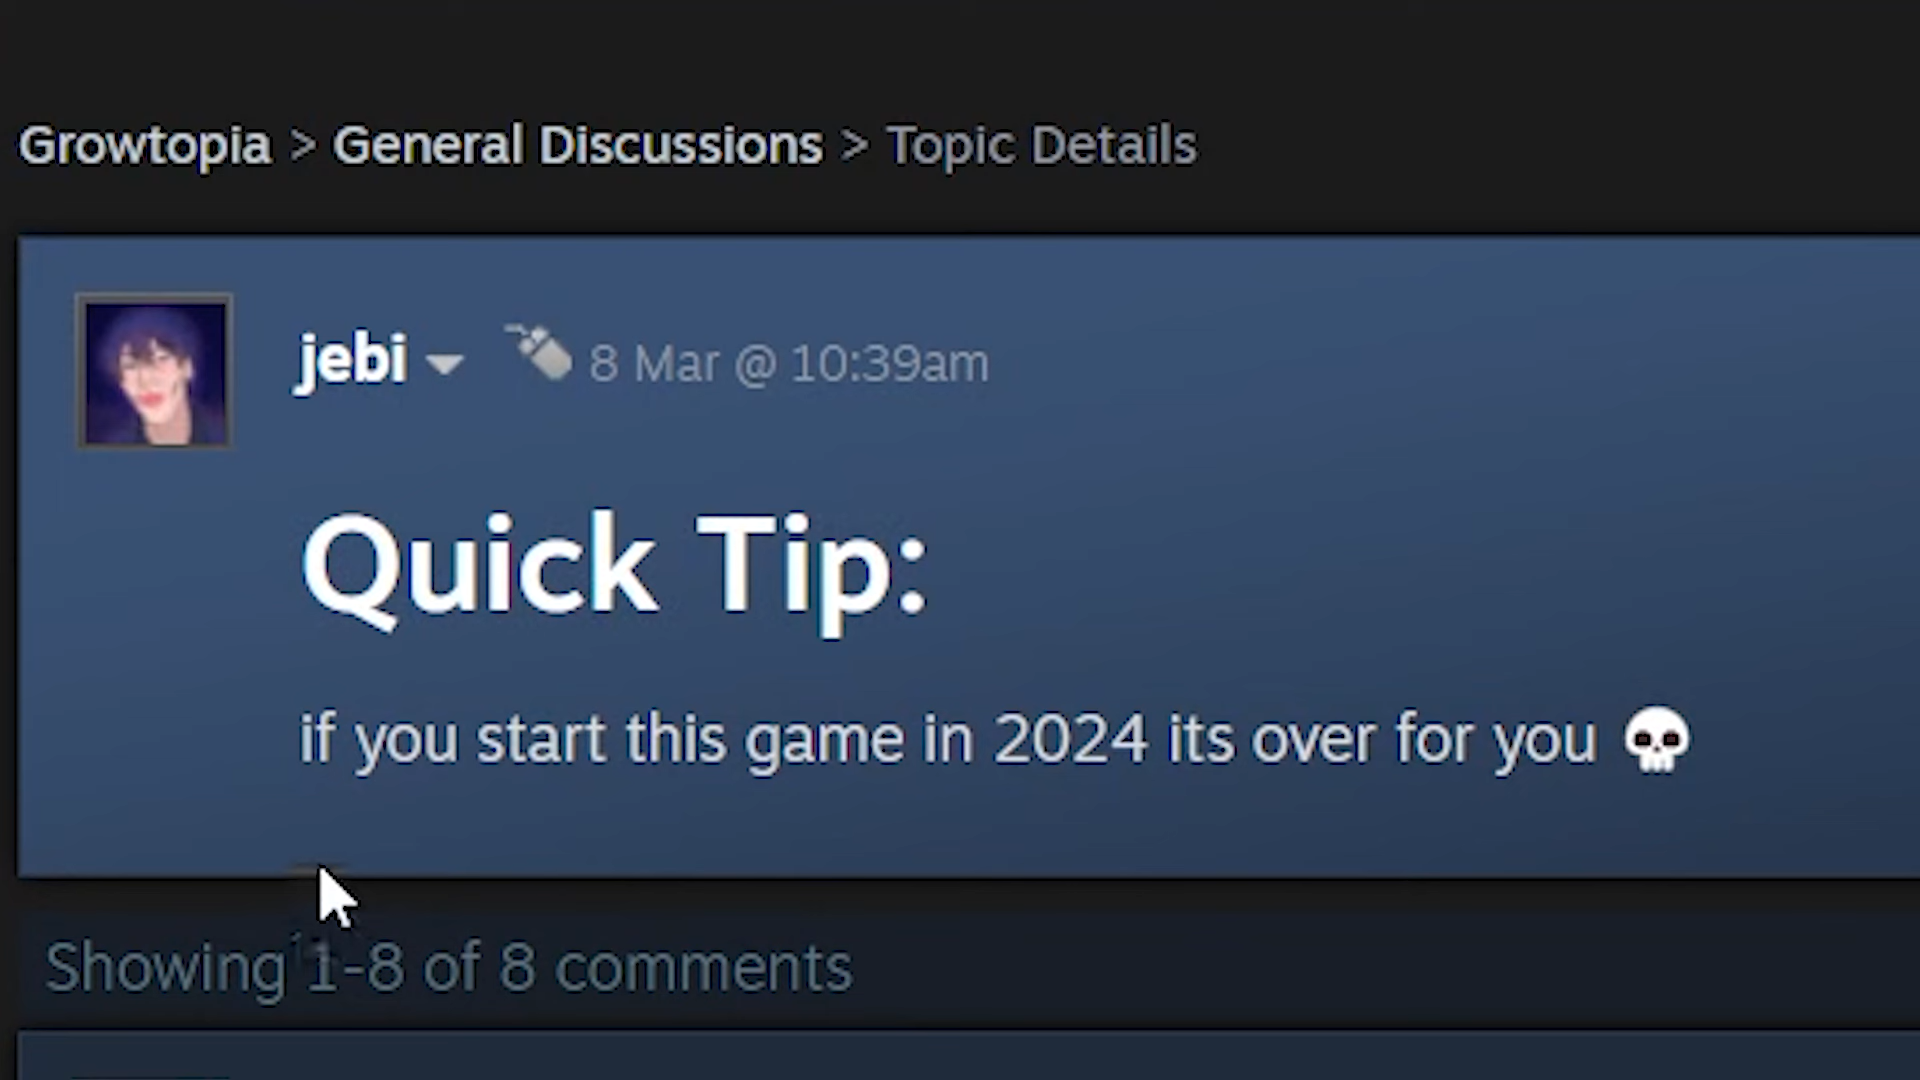 Growtopia > General Discussions > Topic Details
jebi 8 Mar @ 10:39am
Quick Tip:
if you start this game in 2024 its over for you 💀
Showing 1-8 of 8 comments